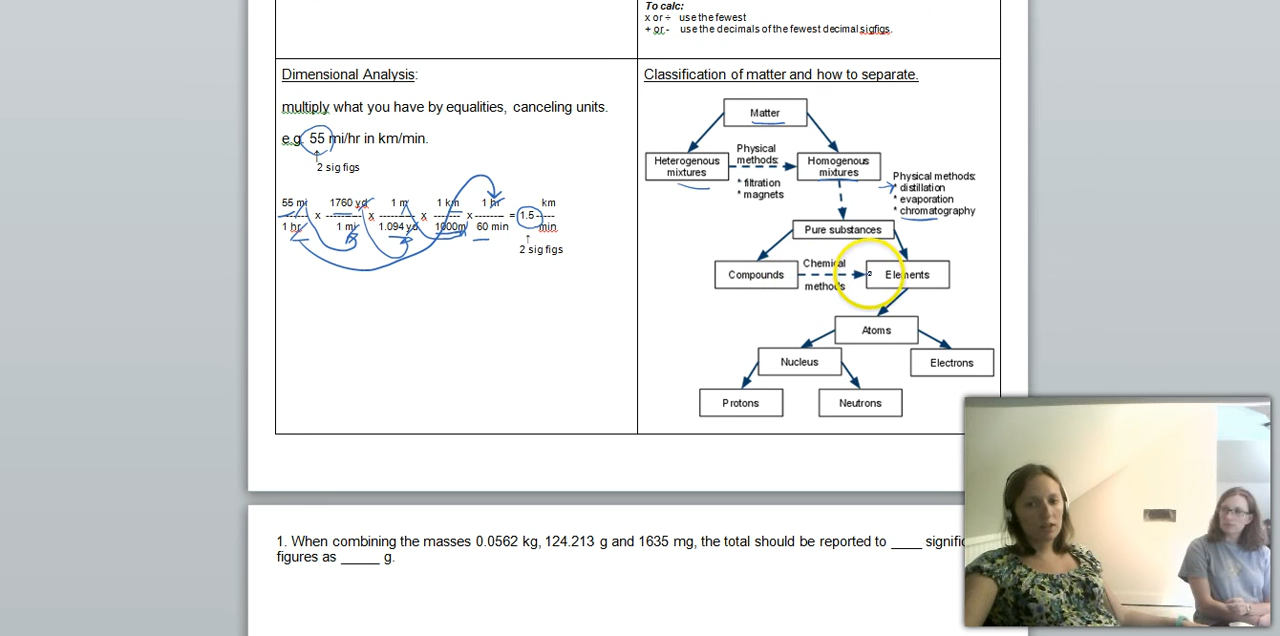 To calc:
x or ÷ use the fewest
+ or - use the decimals of the fewest decimal sigfigs.
Dimensional Analysis:
multiply what you have by equalities, canceling units.
e.g. 55 mi/hr in km/min.
2 sig figs
55 mi 1760 yd 1 m 1 km 1 hr km
x x x x = 1.5
1 hr 1 mi 1.094 yd 1000m 60 min min
2 sig figs
Classification of matter and how to separate.
Matter
Heterogenous
mixtures
Physical
methods:
* filtration
* magnets
Homogenous
mixtures
Physical methods:
* distillation
* evaporation
* chromatography
Pure substances
Compounds
Chemical
methods
Elements
Atoms
Nucleus
Electrons
Protons
Neutrons
1. When combining the masses 0.0562 kg, 124.213 g and 1635 mg, the total should be reported to ____ signific
figures as _____ g.